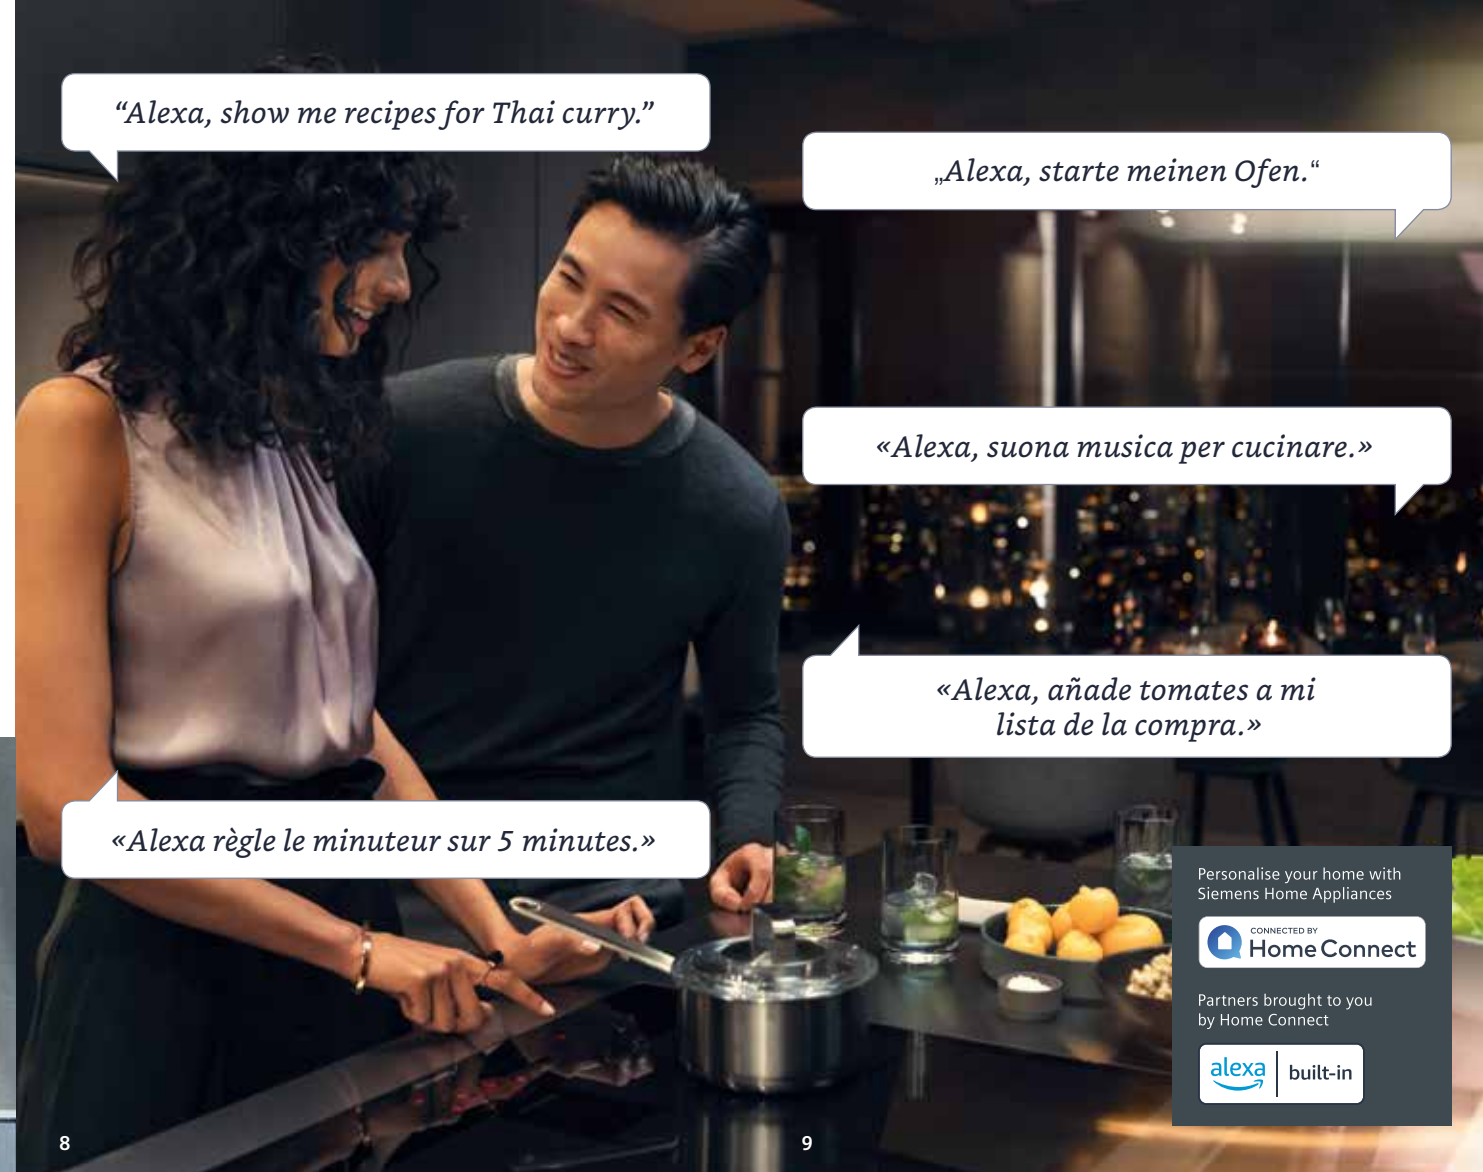 “Alexa, show me recipes for Thai curry.”
«Alexa règle le minuteur sur 5 minutes.»
8
„Alexa, starte meinen Ofen.“
«Alexa, suona musica per cucinare.»
«Alexa, añade tomates a mi
lista de la compra.»
Personalise your home with
Siemens Home Appliances
CONNECTED BY
Home Connect
Partners brought to you
by Home Connect
alexa built-in
9